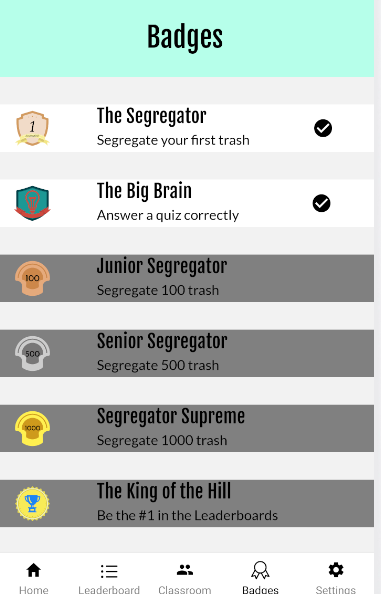 Badges
1
The Segregator
Segregate your first trash
The Big Brain
Answer a quiz correctly
100
Junior Segregator
Segregate 100 trash
500
Senior Segregator
Segregate 500 trash
1000
Segregator Supreme
Segregate 1000 trash
The King of the Hill
Be the #1 in the Leaderboards
Home
Leaderboard
Classroom
Badges
Settings